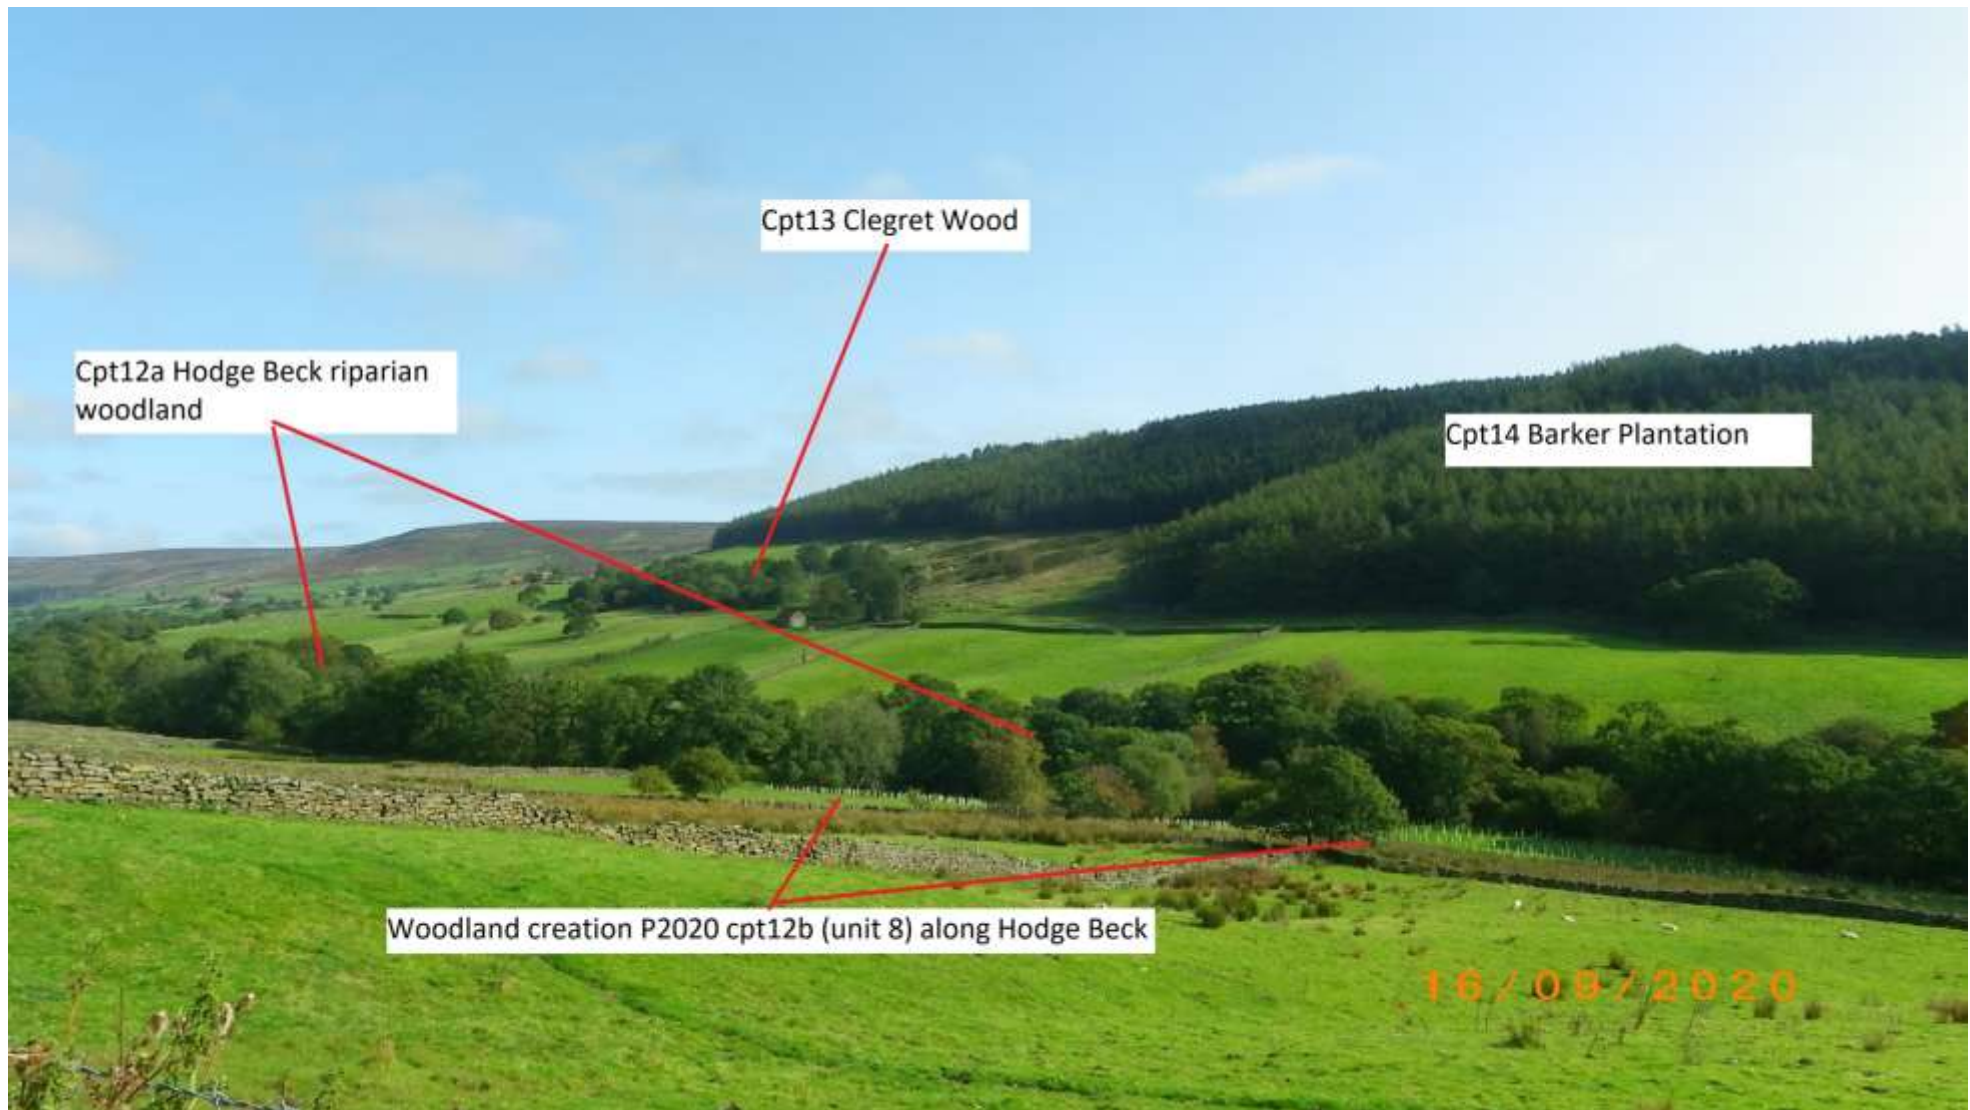 Cpt13 Clegret Wood
Cpt12a Hodge Beck riparian
woodland
Cpt14 Barker Plantation
Woodland creation P2020 cpt12b (unit 8) along Hodge Beck
16/09/2020